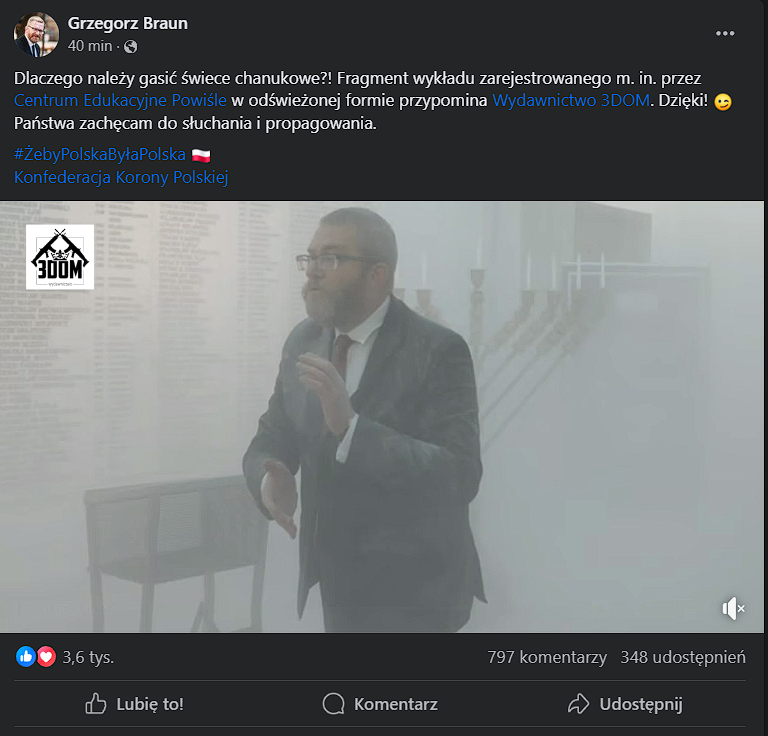 Grzegorz Braun
40 min ·
Dlaczego należy gasić świece chanukowe?! Fragment wykładu zarejestrowanego m. in. przez
Centrum Edukacyjne Powiśle w odświeżonej formie przypomina Wydawnictwo 3DOM. Dzięki! 😉
Państwa zachęcam do słuchania i propagowania.
#ŻebyPolskaByłaPolska 🇵🇱
Konfederacja Korony Polskiej
3DOM
wydawnictwo
3,6 tys.
797 komentarzy 348 udostępnień
Lubię to! Komentarz Udostępnij